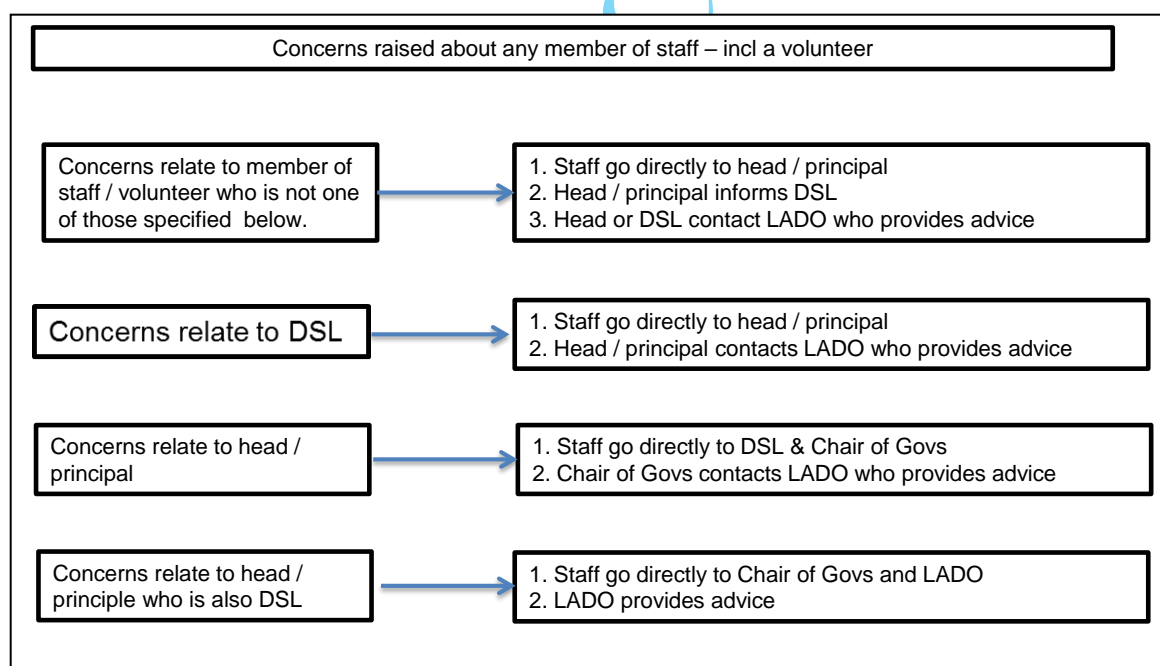 Concerns raised about any member of staff – incl a volunteer
Concerns relate to member of
staff / volunteer who is not one
of those specified below.
1. Staff go directly to head / principal
2. Head / principal informs DSL
3. Head or DSL contact LADO who provides advice
Concerns relate to DSL
1. Staff go directly to head / principal
2. Head / principal contacts LADO who provides advice
Concerns relate to head /
principal
1. Staff go directly to DSL & Chair of Govs
2. Chair of Govs contacts LADO who provides advice
Concerns relate to head /
principle who is also DSL
1. Staff go directly to Chair of Govs and LADO
2. LADO provides advice